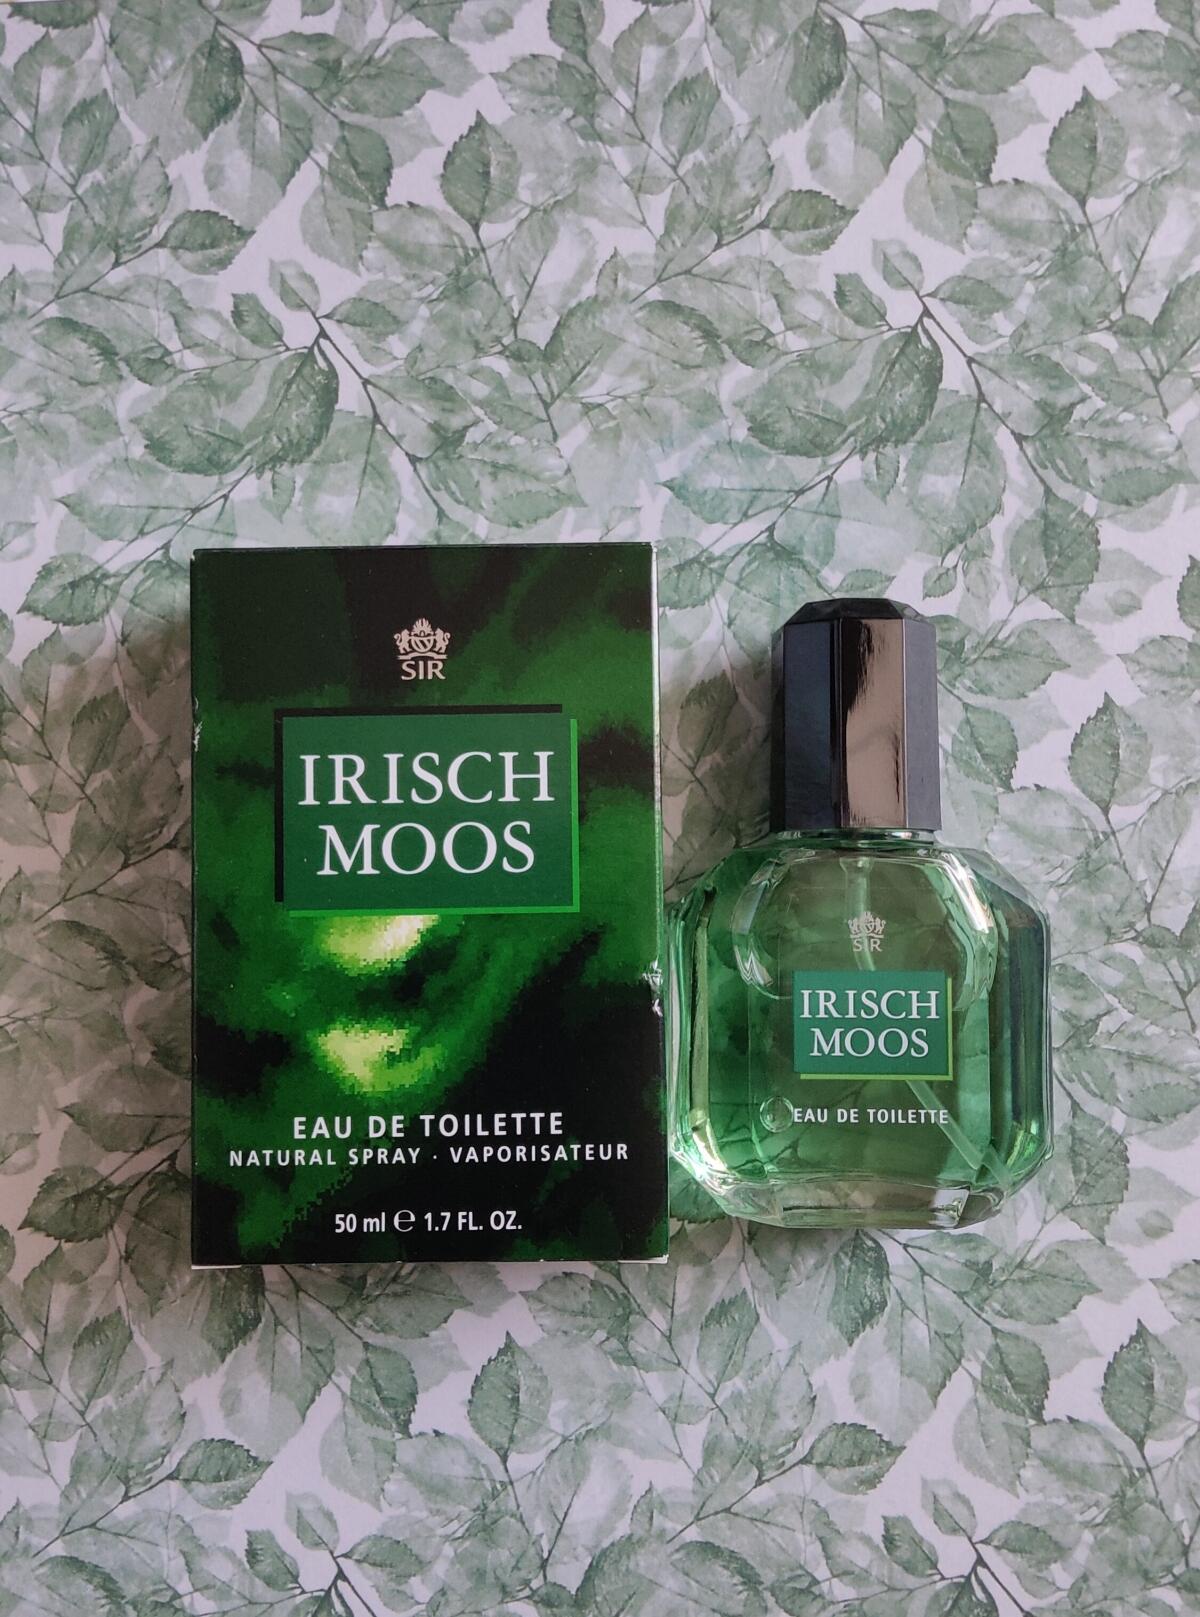 SIR
IRISCH
MOOS
EAU DE TOILETTE
NATURAL SPRAY · VAPORISATEUR
50 ml ℮ 1.7 FL. OZ.
SIR
IRISCH
MOOS
EAU DE TOILETTE